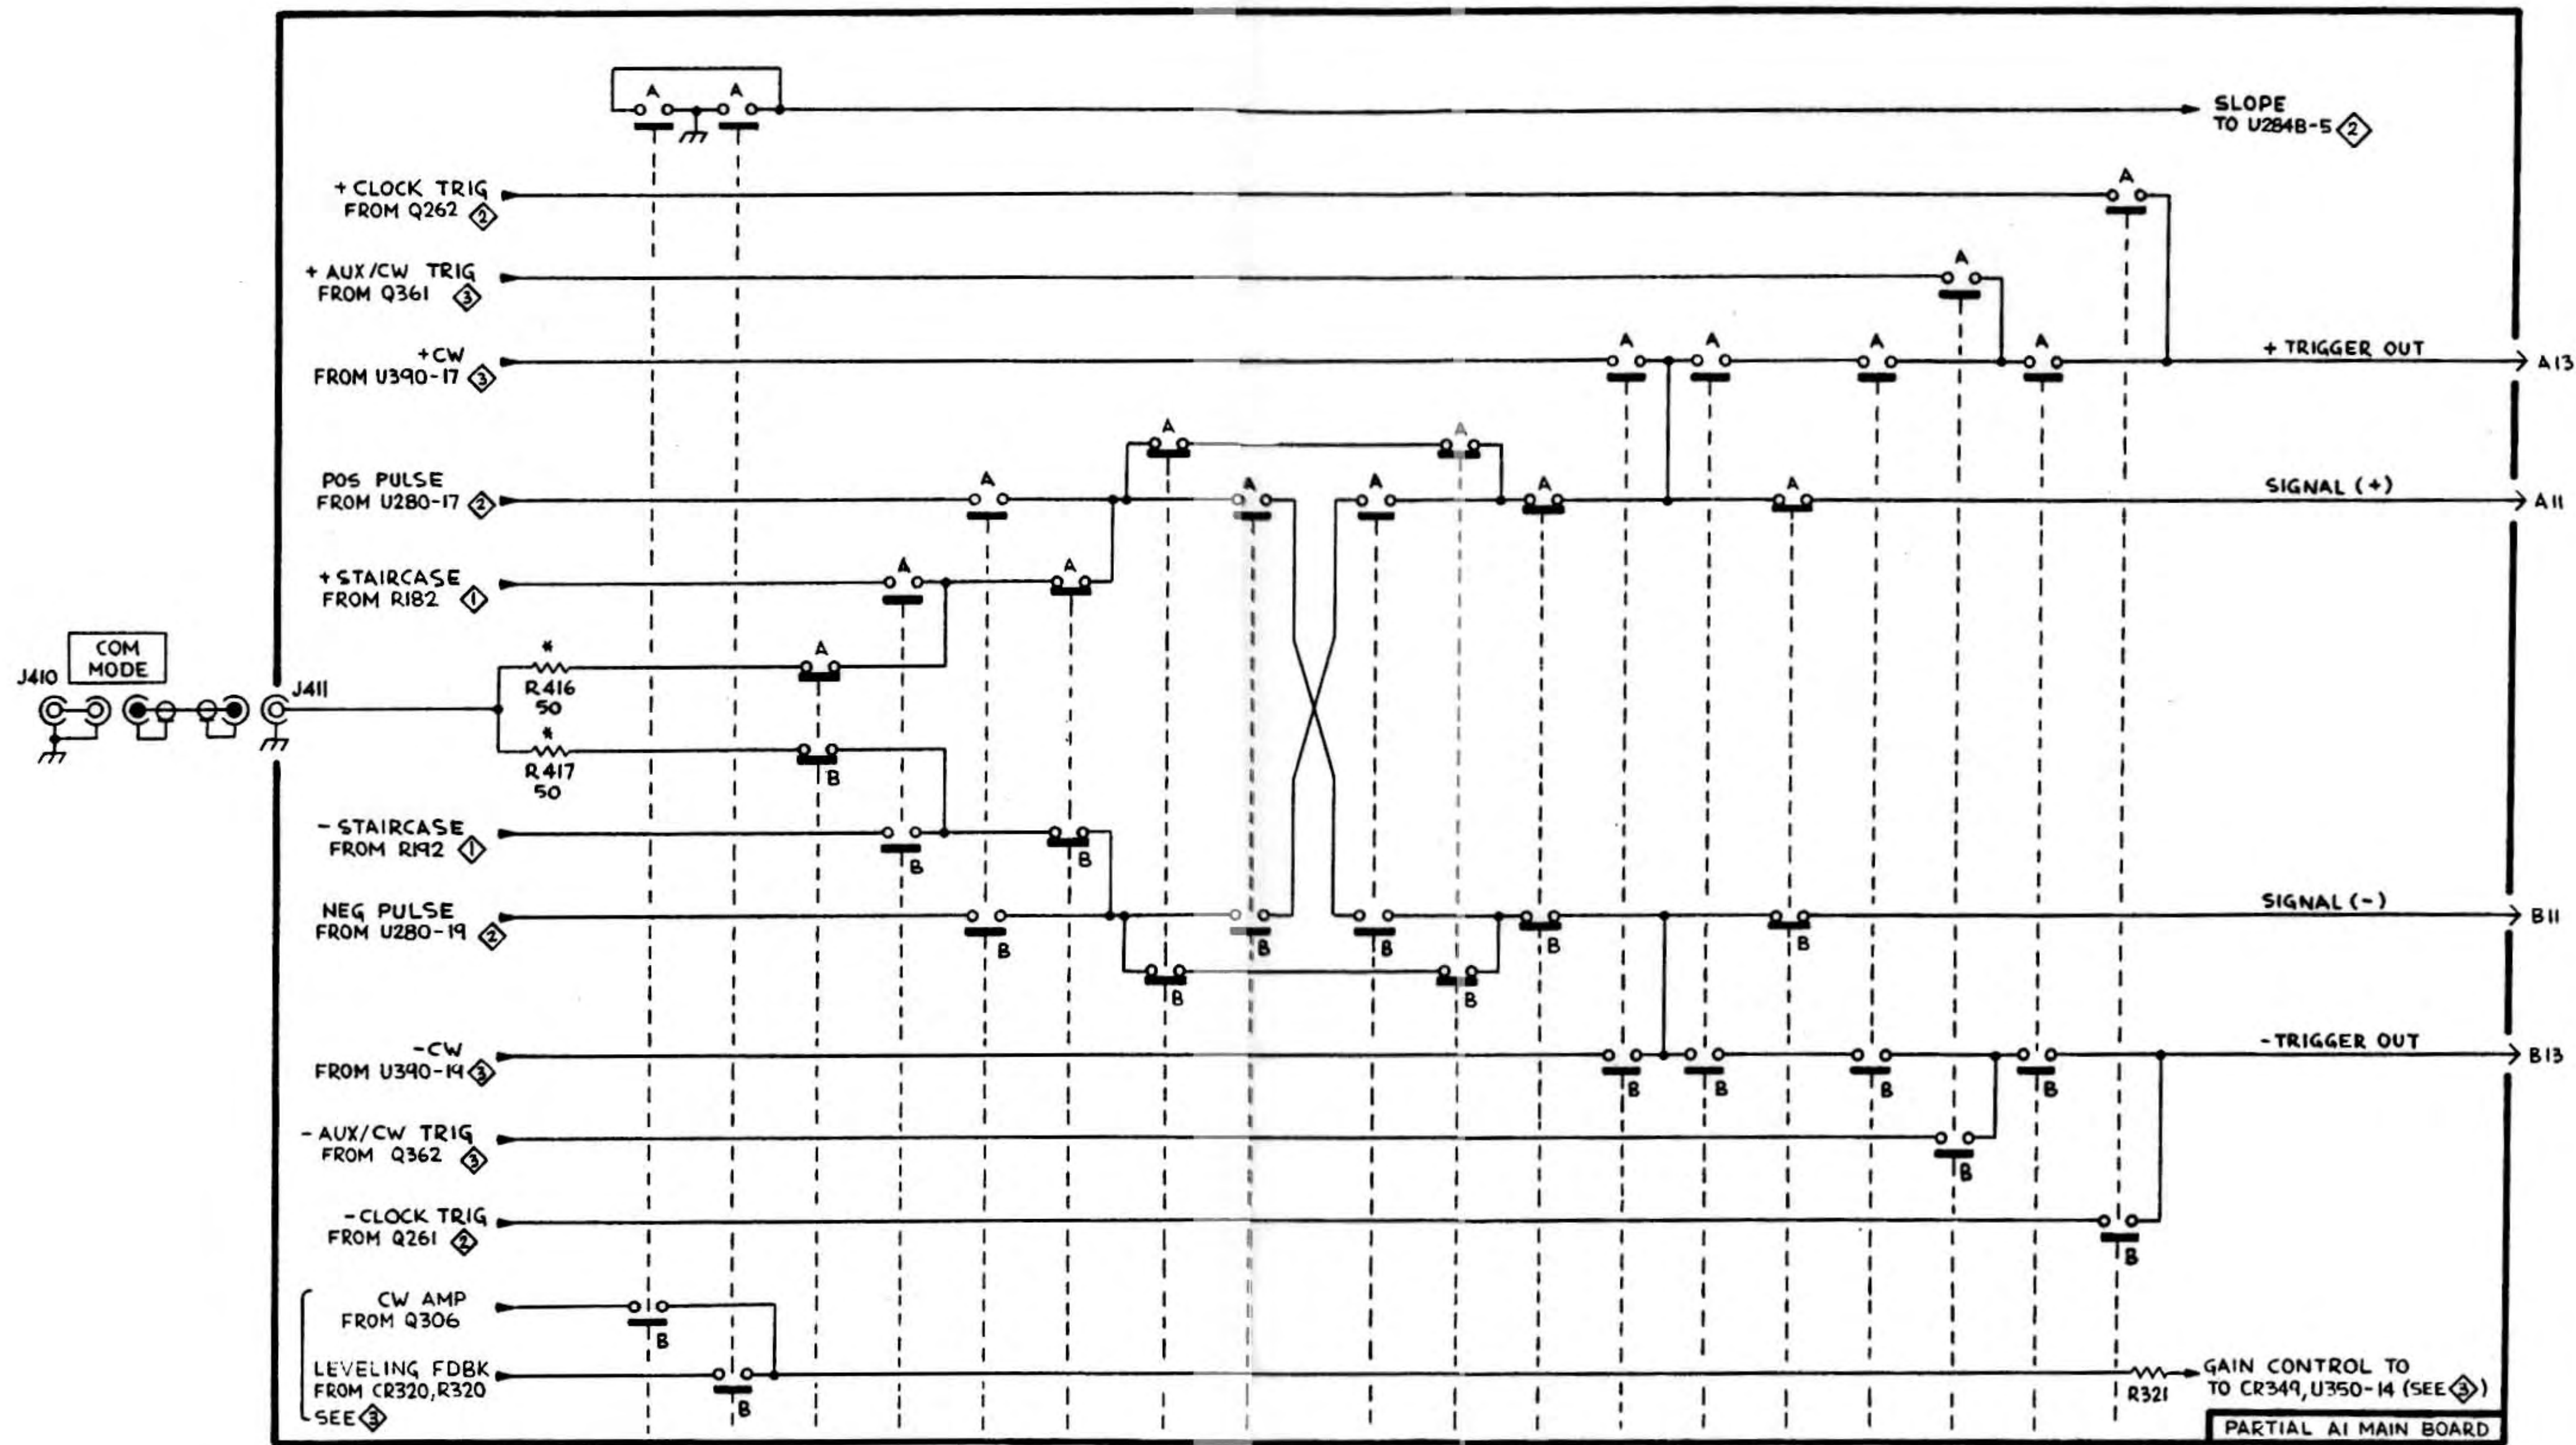 A A
SLOPE
TO U284B-5 2
+ CLOCK TRIG
FROM Q262 2
A
+ AUX/CW TRIG
FROM Q361 3
A
+CW
FROM U390-17 3
A A A A
+ TRIGGER OUT
A13
A A
POS PULSE
FROM U280-17 2
A A A A A
SIGNAL (+)
A11
+ STAIRCASE
FROM R182 1
A A
COM
MODE
J410
J411
*
R416
50
A
*
R417
50
B
- STAIRCASE
FROM R192 1
B B
NEG PULSE
FROM U280-19 2
B B B B B
SIGNAL (-)
B11
B B
-CW
FROM U390-19 3
B B B B
-TRIGGER OUT
B13
- AUX/CW TRIG
FROM Q362 3
B
-CLOCK TRIG
FROM Q261 2
B
CW AMP
FROM Q306
B
LEVELING FDBK
FROM CR320, R320
SEE 3
B
R321
GAIN CONTROL TO
TO CR349, U350-14 (SEE 3)
PARTIAL A1 MAIN BOARD